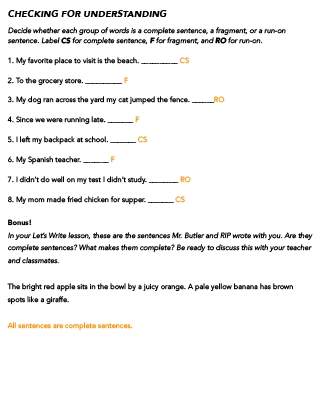 CHECKING FOR UNDERSTANDING
Decide whether each group of words is a complete sentence, a fragment, or a run-on
sentence. Label CS for complete sentence, F for fragment, and RO for run-on.
1. My favorite place to visit is the beach. __________ CS
2. To the grocery store. __________ F
3. My dog ran across the yard my cat jumped the fence. ______RO
4. Since we were running late. _______ F
5. I left my backpack at school. _______ CS
6. My Spanish teacher. _______ F
7. I didn't do well on my test I didn't study. ________ RO
8. My mom made fried chicken for supper. _______ CS
Bonus!
In your Let's Write lesson, these are the sentences Mr. Butler and RIP wrote with you. Are they
complete sentences? What makes them complete? Be ready to discuss this with your teacher
and classmates.
The bright red apple sits in the bowl by a juicy orange. A pale yellow banana has brown
spots like a giraffe.
All sentences are complete sentences.